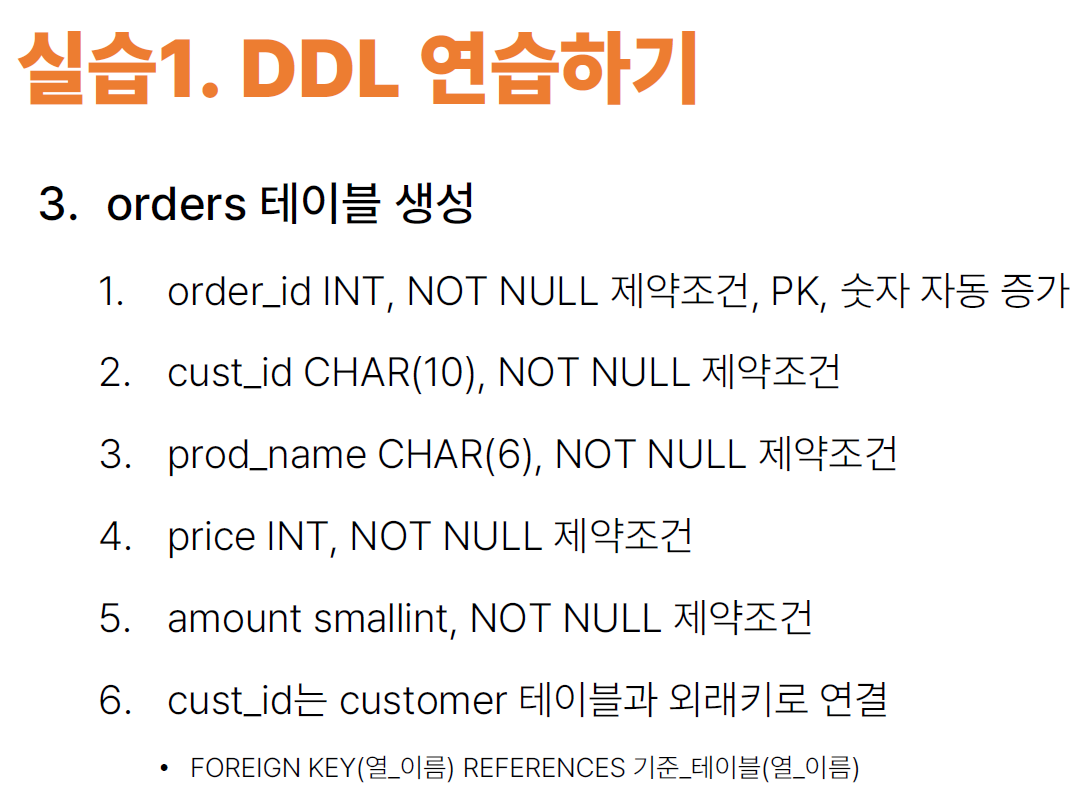 실습1. DDL 연습하기
3. orders 테이블 생성
1. order_id INT, NOT NULL 제약조건, PK, 숫자 자동 증가
2. cust_id CHAR(10), NOT NULL 제약조건
3. prod_name CHAR(6), NOT NULL 제약조건
4. price INT, NOT NULL 제약조건
5. amount smallint, NOT NULL 제약조건
6. cust_id는 customer 테이블과 외래키로 연결
• FOREIGN KEY(열_이름) REFERENCES 기준_테이블(열_이름)